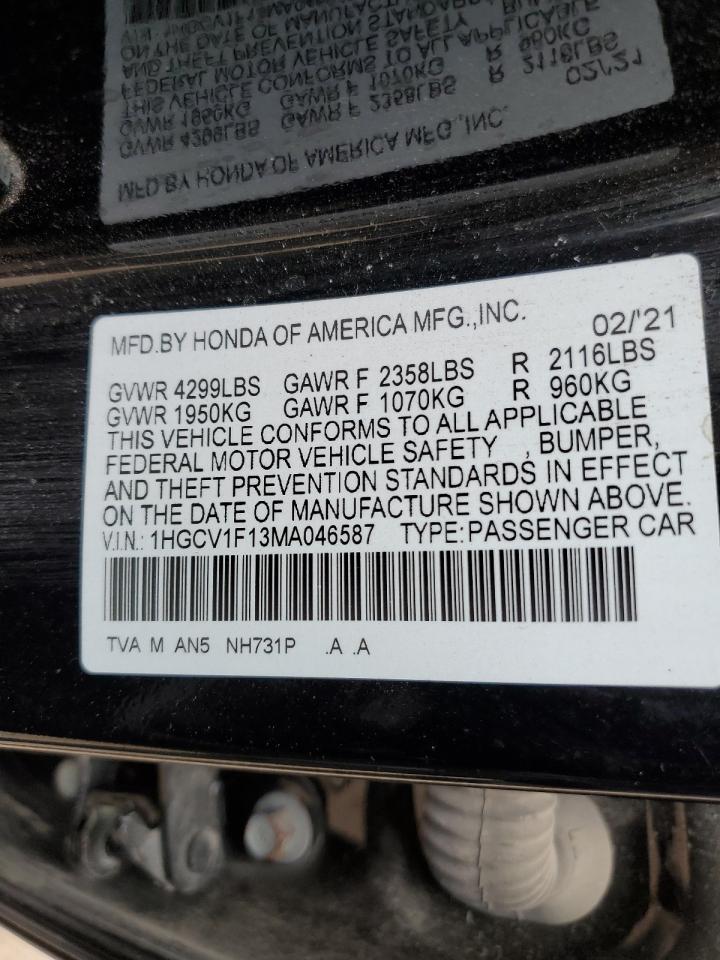 MFD.BY HONDA OF AMERICA MFG.,INC. 02/'21
GVWR 4299LBS GAWR F 2358LBS R 2116LBS
GVWR 1950KG GAWR F 1070KG R 960KG
THIS VEHICLE CONFORMS TO ALL APPLICABLE
FEDERAL MOTOR VEHICLE SAFETY , BUMPER,
AND THEFT PREVENTION STANDARDS IN EFFECT
ON THE DATE OF MANUFACTURE SHOWN ABOVE.
V.I.N.: 1HGCV1F13MA046587 TYPE:PASSENGER CAR
TVA M AN5 NH731P .A .A